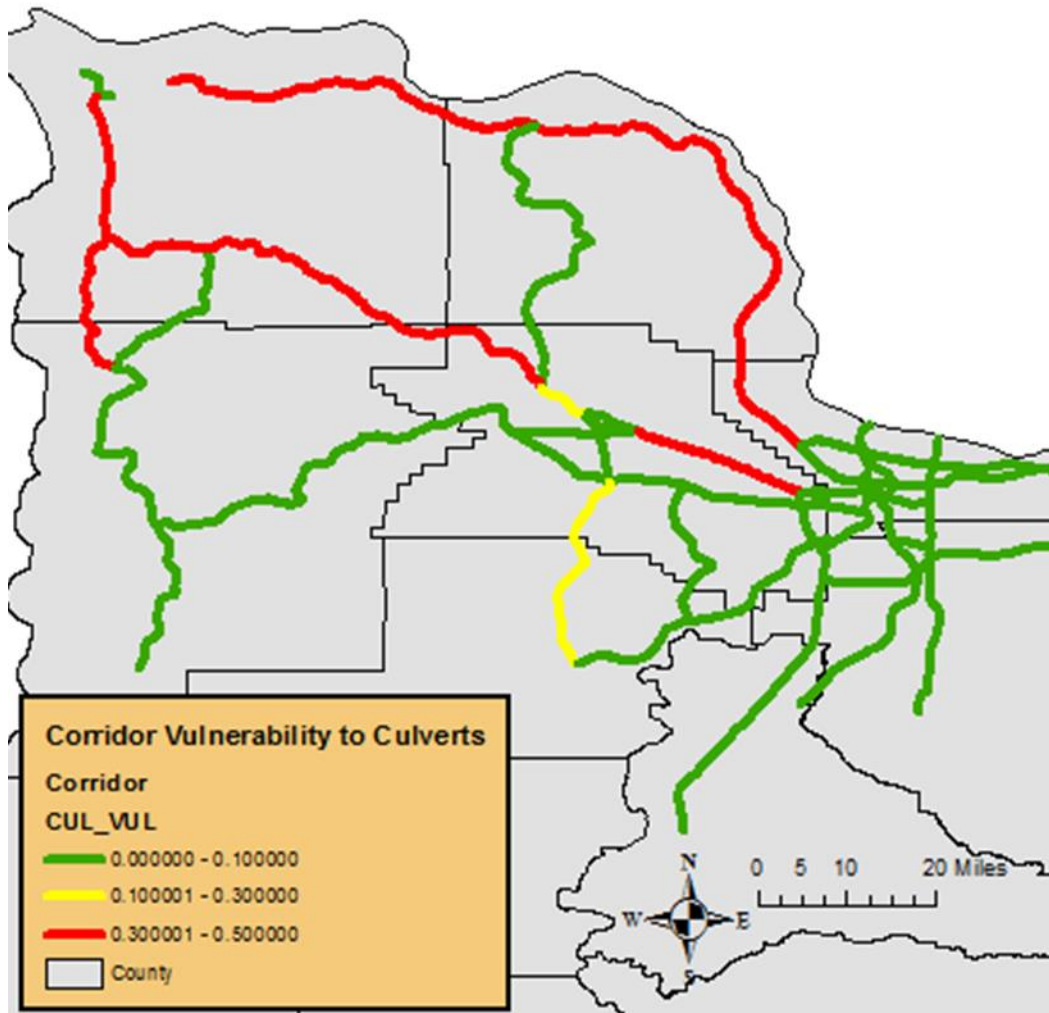 Corridor Vulnerability to Culverts
Corridor
CUL_VUL
0.000000 - 0.100000
0.100001 - 0.300000
0.300001 - 0.500000
County
N
W E
S
0 5 10 20 Miles